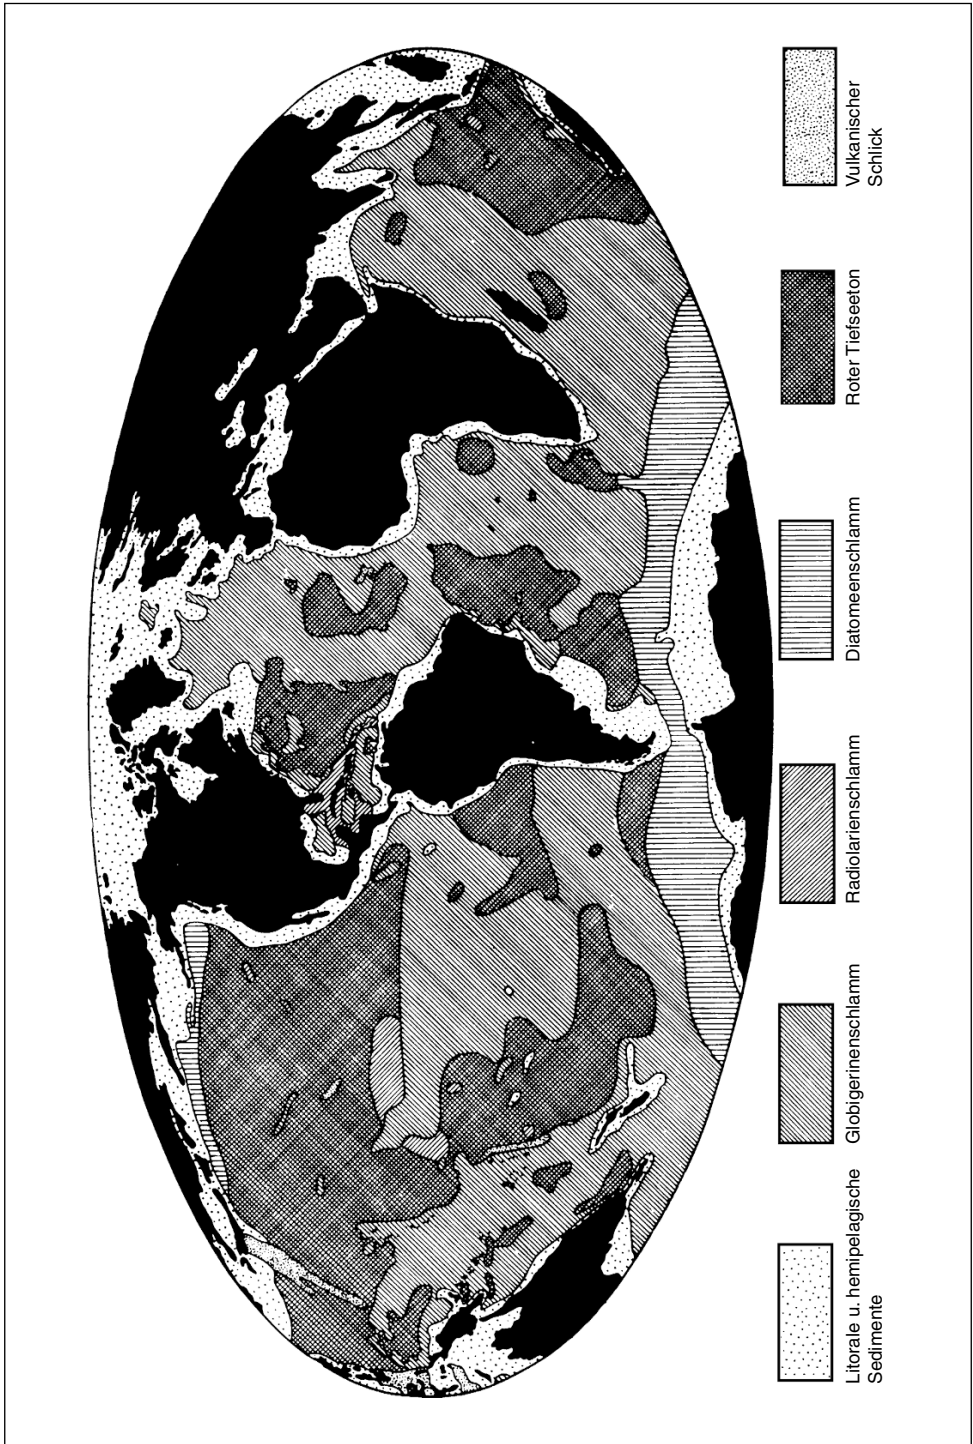 Litorale u. hemipelagische
Sedimente
Globigerinenschlamm
Radiolarienschlamm
Diatomeenschlamm
Roter Tiefseeton
Vulkanischer
Schlick